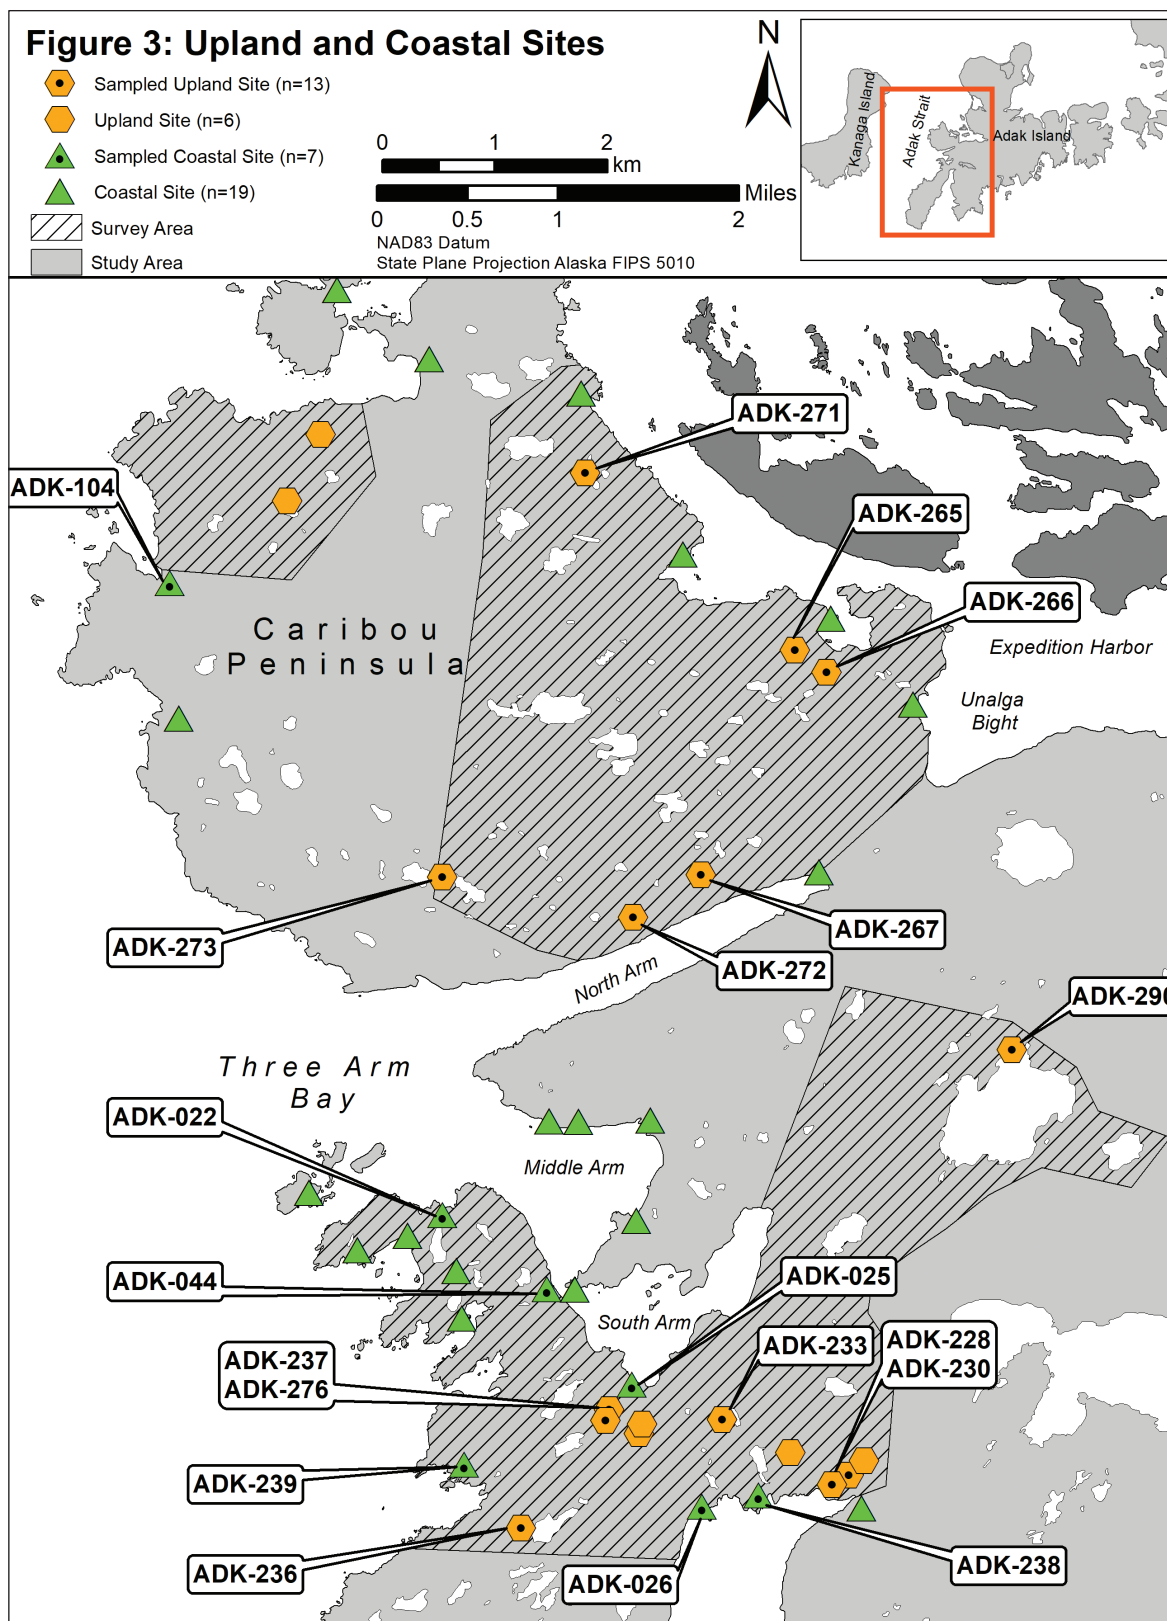 Figure 3: Upland and Coastal Sites
Sampled Upland Site (n=13)
Upland Site (n=6)
Sampled Coastal Site (n=7)
Coastal Site (n=19)
Survey Area
Study Area
0 1 2
km
Miles
0 0.5 1 2
NAD83 Datum
State Plane Projection Alaska FIPS 5010
N
Kanaga Island
Adak Strait
Adak Island
ADK-271
ADK-104
ADK-265
ADK-266
Caribou
Peninsula
Expedition Harbor
Unalga
Bight
ADK-273
ADK-267
ADK-272
North Arm
ADK-290
Three Arm
Bay
ADK-022
Middle Arm
ADK-044
ADK-025
South Arm
ADK-237
ADK-276
ADK-233
ADK-228
ADK-230
ADK-239
ADK-236
ADK-026
ADK-238